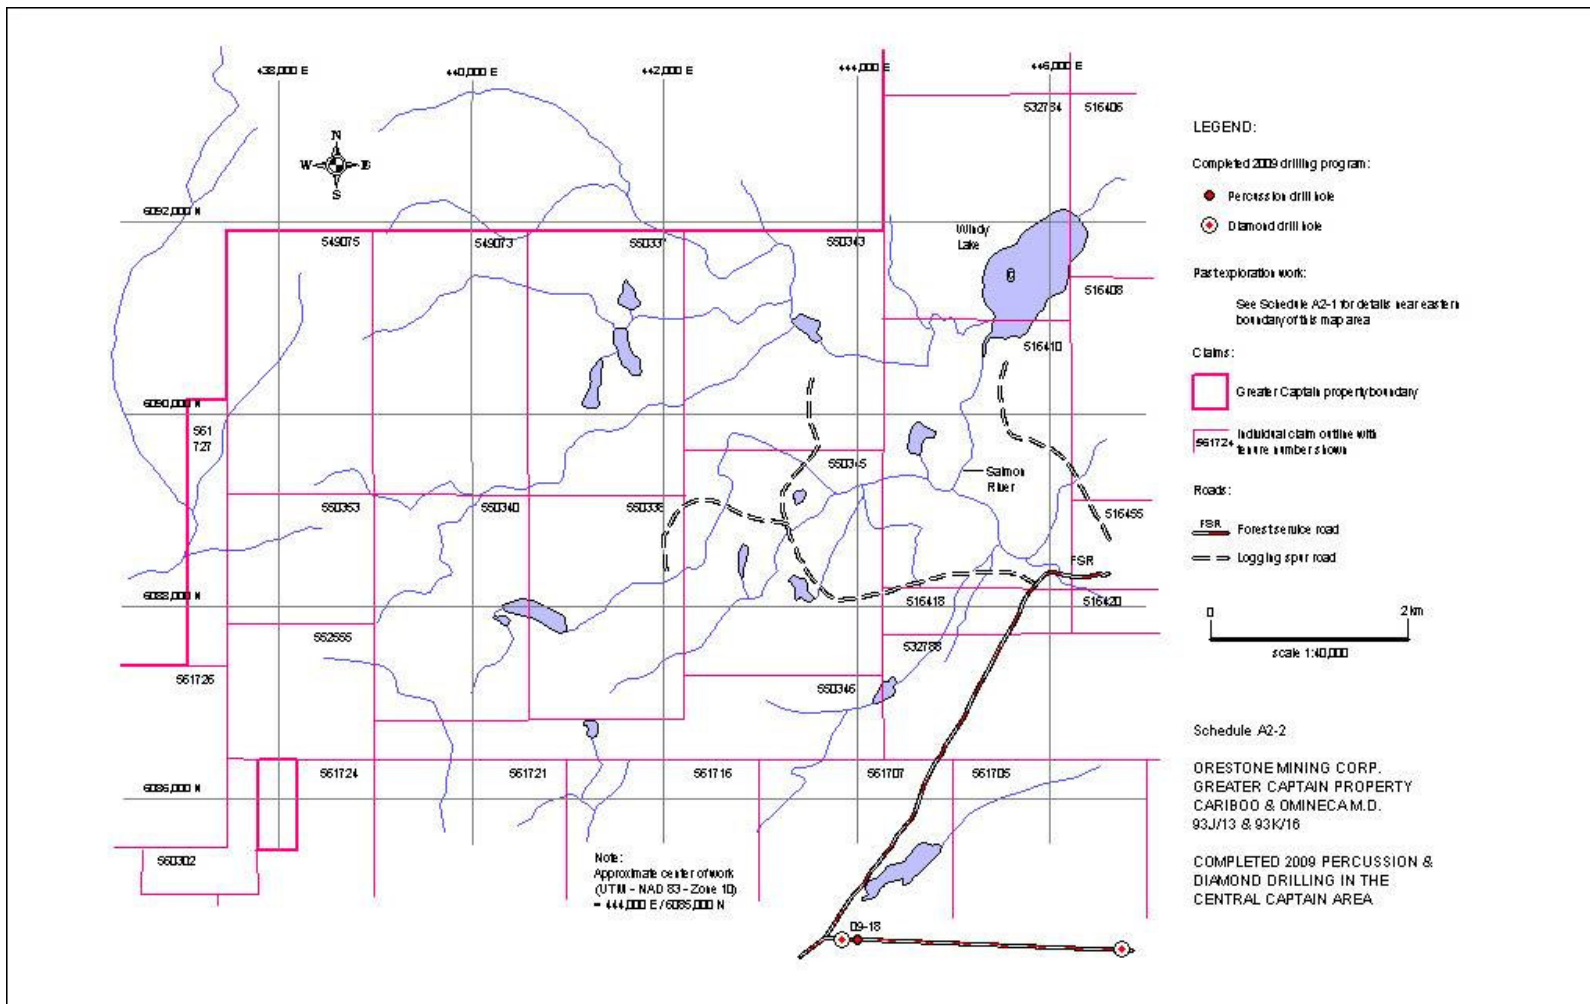 438,000 E
440,000 E
442,000 E
444,000 E
446,000 E
532784
516406
N
W E
S
6092,000 N
549075
549073
550337
550343
Windy
Lake
516408
516410
6090,000 N
561
727
550345
Salmon
River
550353
550340
550338
516455
FSR
6088,000 N
516418
516420
552555
532788
561726
550346
561724
561721
561716
561707
561705
6086,000 N
560302
Note:
Approximate center of work
(UTM - NAD 83 - Zone 10)
= 444,000 E / 6085,000 N
09-18
LEGEND:
Completed 2009 drilling program:
Percussion drill hole
Diamond drill hole
Past exploration work:
See Schedule A2-1 for details near eastern
boundary of this map area
Claims:
Greater Captain property boundary
561724
Individual claim outline with
tenure number shown
Roads:
FSR
Forest service road
Logging spur road
0 2 km
scale 1:40,000
Schedule A2-2
ORESTONE MINING CORP.
GREATER CAPTAIN PROPERTY
CARIBOO & OMINECA M.D.
93J/13 & 93K/16
COMPLETED 2009 PERCUSSION &
DIAMOND DRILLING IN THE
CENTRAL CAPTAIN AREA